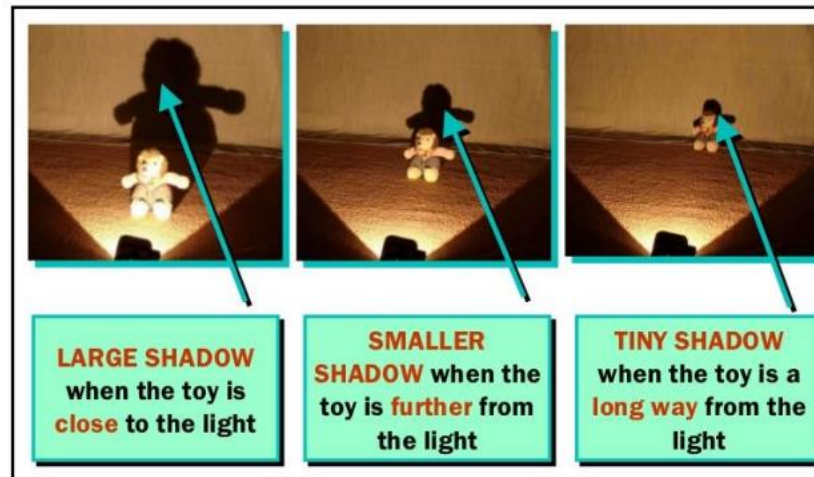 LARGE SHADOW
when the toy is
close to the light
SMALLER
SHADOW when the
toy is further from
the light
TINY SHADOW
when the toy is a
long way from the
light